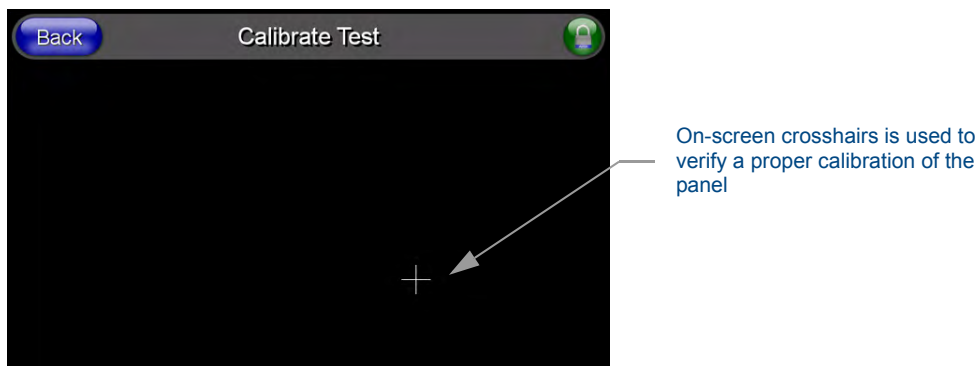 Back
Calibrate Test
On-screen crosshairs is used to
verify a proper calibration of the
panel